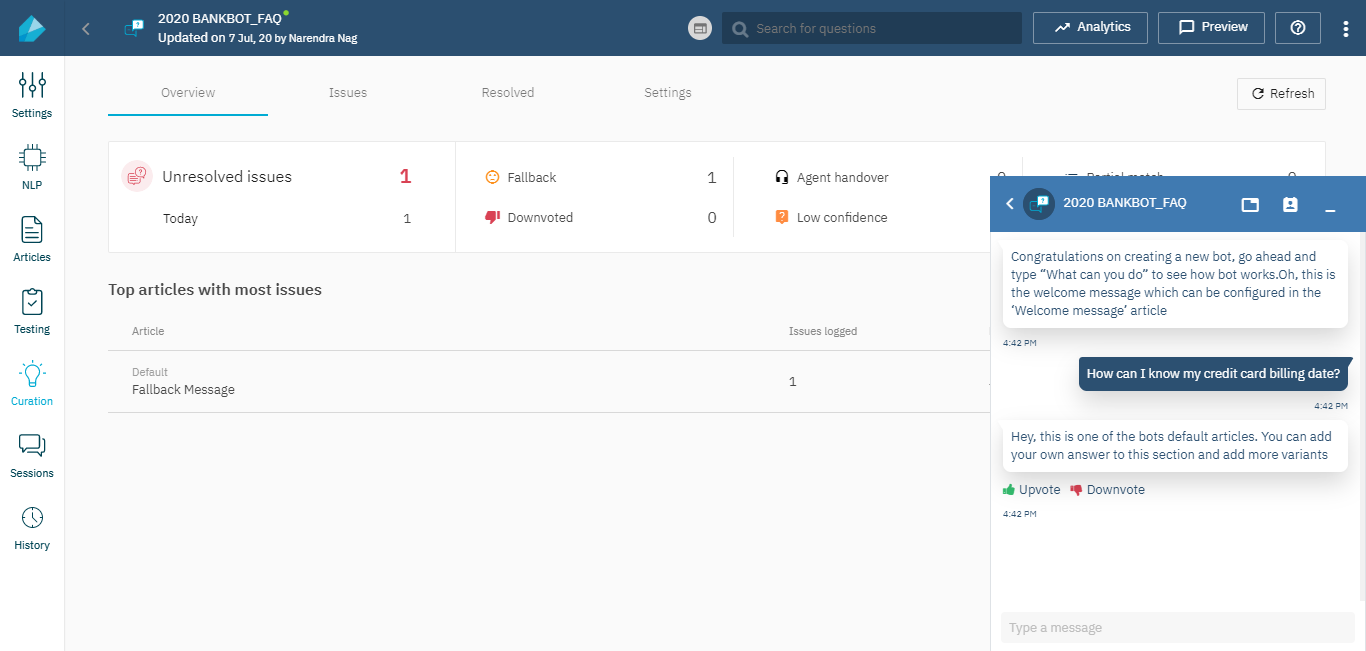 2020 BANKBOT_FAQ
Updated on 7 Jul, 20 by Narendra Nag
Search for questions
Analytics
Preview
Settings
NLP
Articles
Testing
Curation
Sessions
History
Overview
Issues
Resolved
Settings
Refresh
Unresolved issues 1
Today 1
Fallback 1
Downvoted 0
Agent handover
Low confidence
Partial match
Top articles with most issues
Article Issues logged
Default
Fallback Message 1
2020 BANKBOT_FAQ
Congratulations on creating a new bot, go ahead and
type “What can you do” to see how bot works.Oh, this is
the welcome message which can be configured in the
‘Welcome message’ article
4:42 PM
How can I know my credit card billing date?
4:42 PM
Hey, this is one of the bots default articles. You can add
your own answer to this section and add more variants
Upvote Downvote
4:42 PM
Type a message